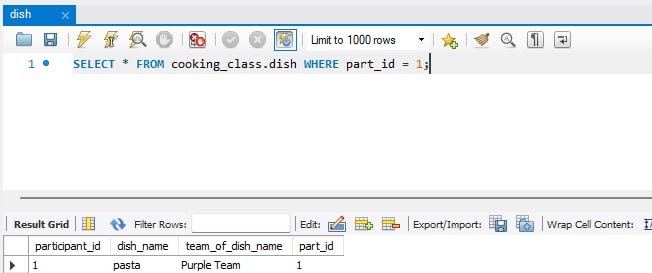 dish
Limit to 1000 rows
1 SELECT * FROM cooking_class.dish WHERE part_id = 1;
Result Grid Filter Rows: Edit: Export/Import: Wrap Cell Content:
participant_id dish_name team_of_dish_name part_id
1 pasta Purple Team 1